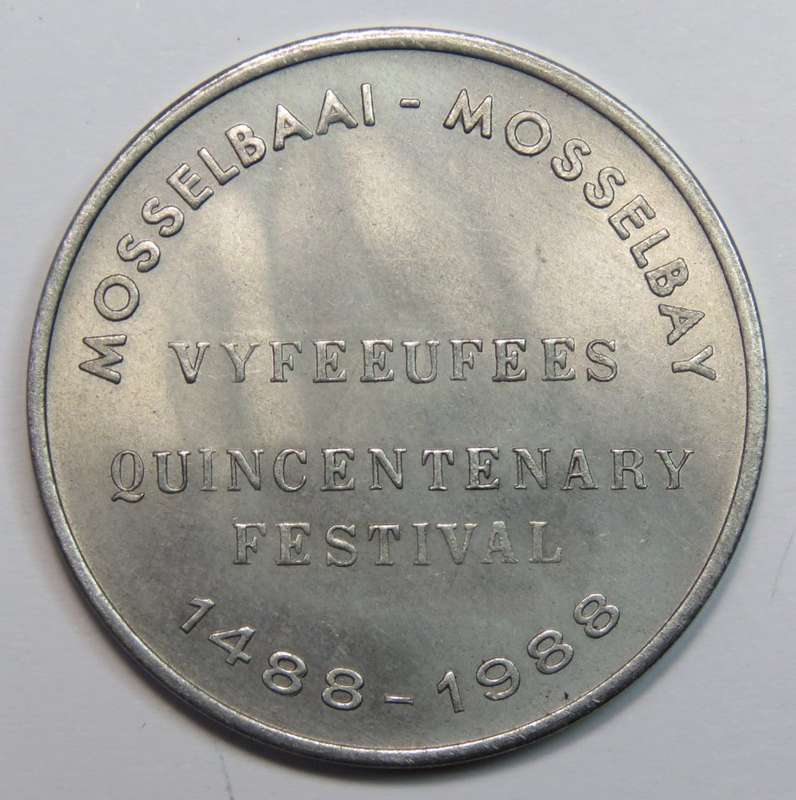 MOSSELBAAI - MOSSELBAY
VYFEEUFEES
QUINCENTENARY
FESTIVAL
1488 - 1988